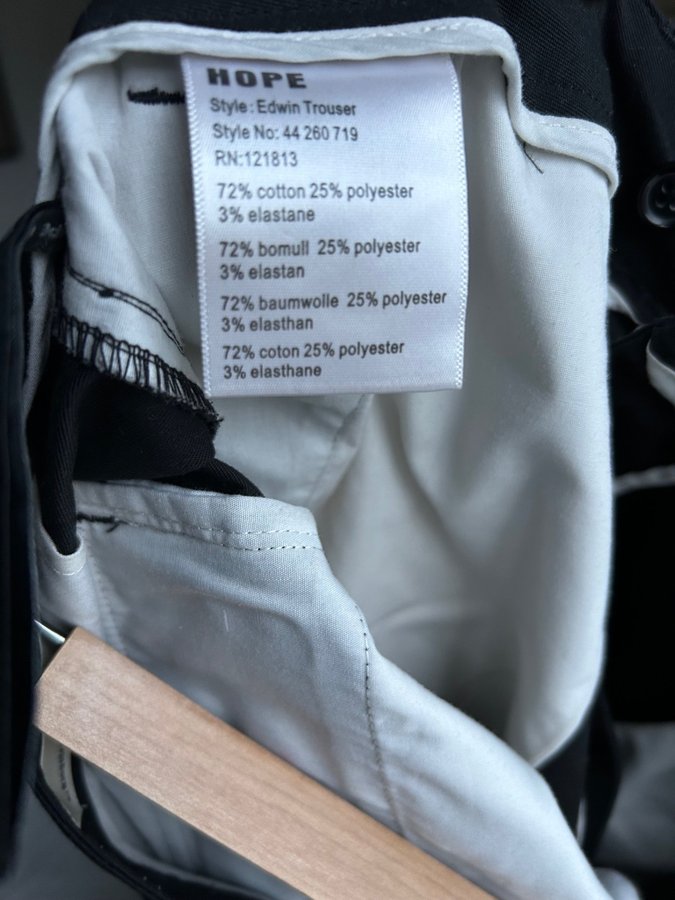 HOPE
Style : Edwin Trouser
Style No: 44 260 719
RN:121813
72% cotton 25% polyester
3% elastane
72% bomull 25% polyester
3% elastan
72% baumwolle 25% polyester
3% elasthan
72% coton 25% polyester
3% elasthane